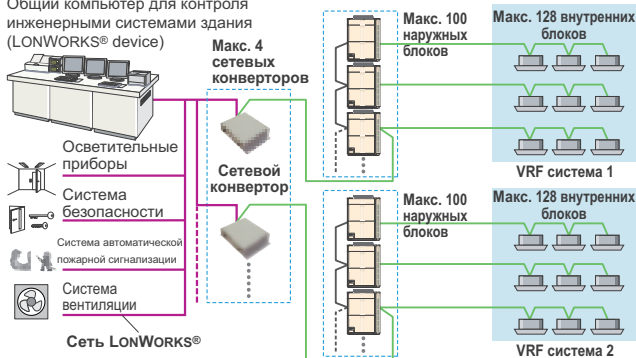 Общий компьютер для контроля
инженерными системами здания
(LONWORKS® device)
Макс. 4
сетевых
конверторов
Сетевой
конвертор
Осветительные
приборы
Система
безопасности
Система автоматической
пожарной сигнализации
Система
вентиляции
Сеть LONWORKS®
Макс. 100
наружных
блоков
Макс. 128 внутренних
блоков
VRF система 1
Макс. 100
наружных
блоков
Макс. 128 внутренних
блоков
VRF система 2